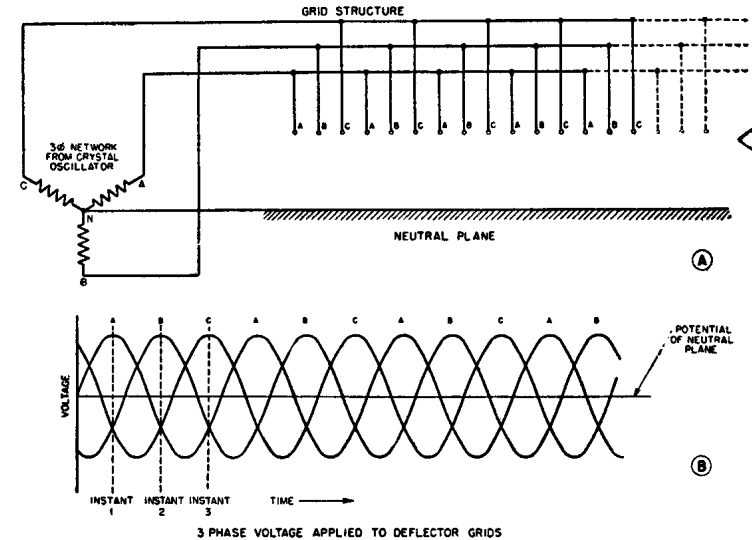 GRID STRUCTURE
A B C A B C A B C A B C A B C
3Ø NETWORK
FROM CRYSTAL
OSCILLATOR
C A
N
B
NEUTRAL PLANE
A
A B C A B C A B C A B
POTENTIAL
OF NEUTRAL
PLANE
VOLTAGE
B
INSTANT INSTANT INSTANT TIME
1 2 3
3 PHASE VOLTAGE APPLIED TO DEFLECTOR GRIDS